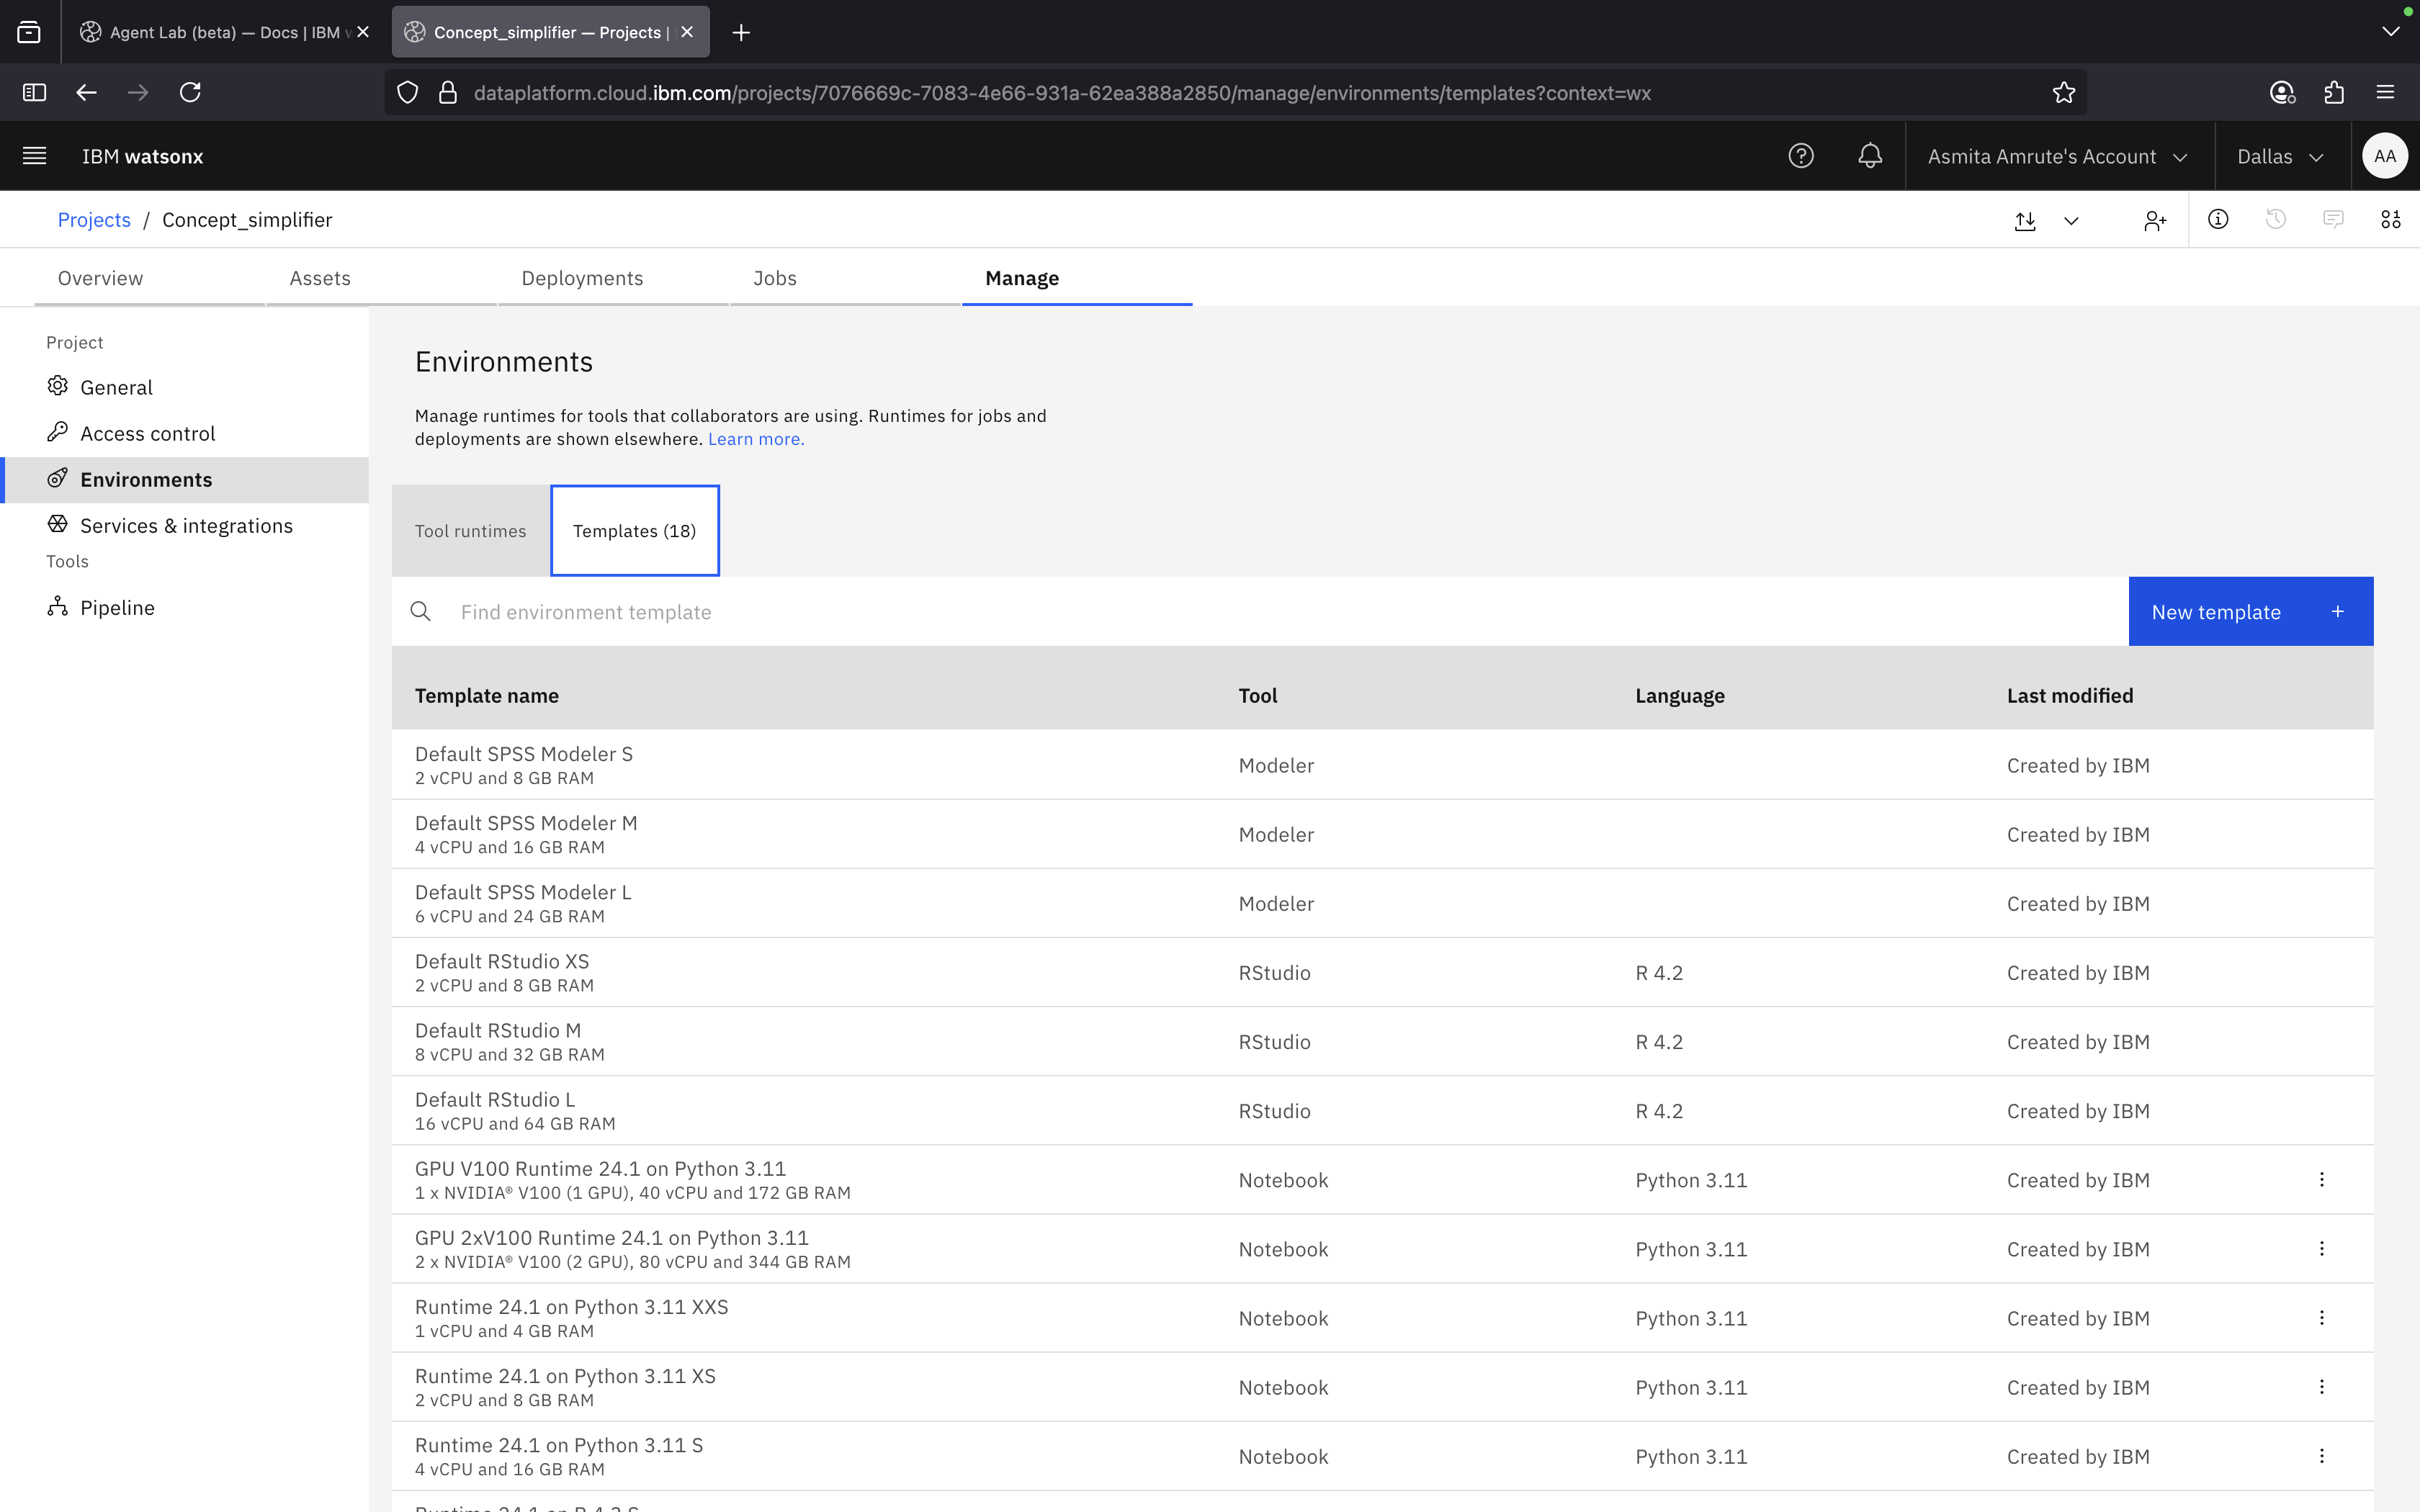 Agent Lab (beta) — Docs | IBM
Concept_simplifier — Projects |
dataplatform.cloud.ibm.com/projects/7076669c-7083-4e66-931a-62ea388a2850/manage/environments/templates?context=wx
IBM watsonx
Asmita Amrute's Account
Dallas
AA
Projects / Concept_simplifier
Overview
Assets
Deployments
Jobs
Manage
Project
General
Access control
Environments
Services & integrations
Tools
Pipeline
Environments
Manage runtimes for tools that collaborators are using. Runtimes for jobs and
deployments are shown elsewhere. Learn more.
Tool runtimes
Templates (18)
Find environment template
New template +
Template name Tool Language Last modified
Default SPSS Modeler S
2 vCPU and 8 GB RAM
Modeler Created by IBM
Default SPSS Modeler M
4 vCPU and 16 GB RAM
Modeler Created by IBM
Default SPSS Modeler L
6 vCPU and 24 GB RAM
Modeler Created by IBM
Default RStudio XS
2 vCPU and 8 GB RAM
RStudio R 4.2 Created by IBM
Default RStudio M
8 vCPU and 32 GB RAM
RStudio R 4.2 Created by IBM
Default RStudio L
16 vCPU and 64 GB RAM
RStudio R 4.2 Created by IBM
GPU V100 Runtime 24.1 on Python 3.11
1 x NVIDIA® V100 (1 GPU), 40 vCPU and 172 GB RAM
Notebook Python 3.11 Created by IBM
GPU 2xV100 Runtime 24.1 on Python 3.11
2 x NVIDIA® V100 (2 GPU), 80 vCPU and 344 GB RAM
Notebook Python 3.11 Created by IBM
Runtime 24.1 on Python 3.11 XXS
1 vCPU and 4 GB RAM
Notebook Python 3.11 Created by IBM
Runtime 24.1 on Python 3.11 XS
2 vCPU and 8 GB RAM
Notebook Python 3.11 Created by IBM
Runtime 24.1 on Python 3.11 S
4 vCPU and 16 GB RAM
Notebook Python 3.11 Created by IBM